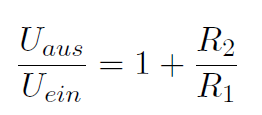 U_aus / U_ein = 1 + R_2 / R_1